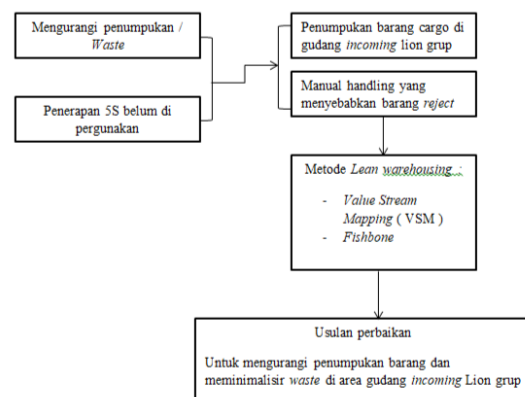 Mengurangi penumpukan /
Waste
Penerapan 5S belum di
pergunakan
Penumpukan barang cargo di
gudang incoming lion grup
Manual handling yang
menyebabkan barang reject
Metode Lean warehousing :
- Value Stream
Mapping ( VSM )
- Fishbone
Usulan perbaikan
Untuk mengurangi penumpukan barang dan
meminimalisir waste di area gudang incoming Lion grup